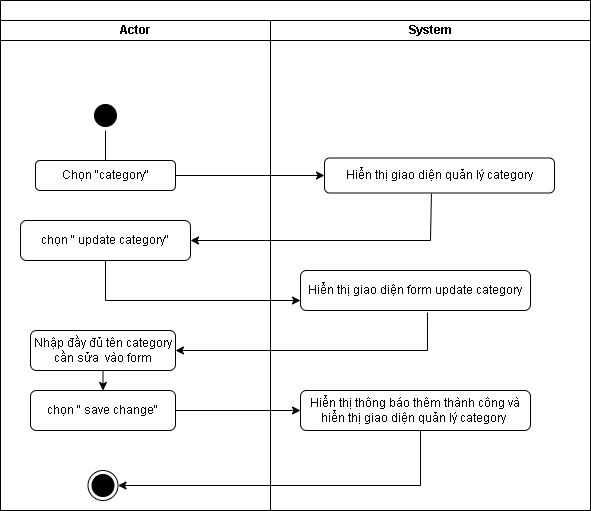 Actor
System
Chọn "category"
Hiển thị giao diện quản lý category
chọn " update category"
Hiển thị giao diện form update category
Nhập đầy đủ tên category
cần sửa vào form
chọn " save change"
Hiển thị thông báo thêm thành công và
hiển thị giao diện quản lý category